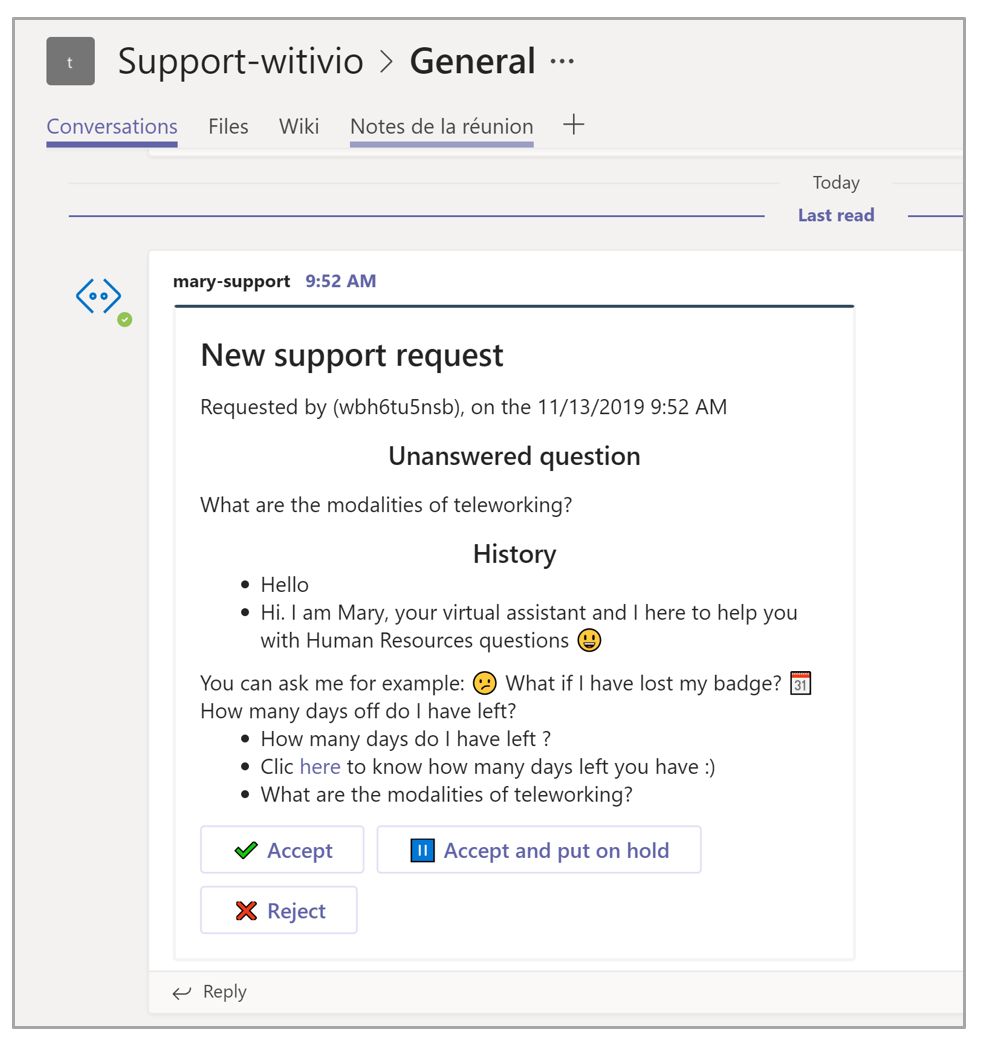 t
Support-witivio > General ...
Conversations Files Wiki Notes de la réunion +
Today
Last read
mary-support 9:52 AM
New support request
Requested by (wbh6tu5nsb), on the 11/13/2019 9:52 AM
Unanswered question
What are the modalities of teleworking?
History
• Hello
• Hi. I am Mary, your virtual assistant and I here to help you
with Human Resources questions 😃
You can ask me for example: 😕 What if I have lost my badge? 📅 31
How many days off do I have left?
• How many days do I have left ?
• Clic here to know how many days left you have :)
• What are the modalities of teleworking?
✔ Accept ⏸ Accept and put on hold
❌ Reject
Reply